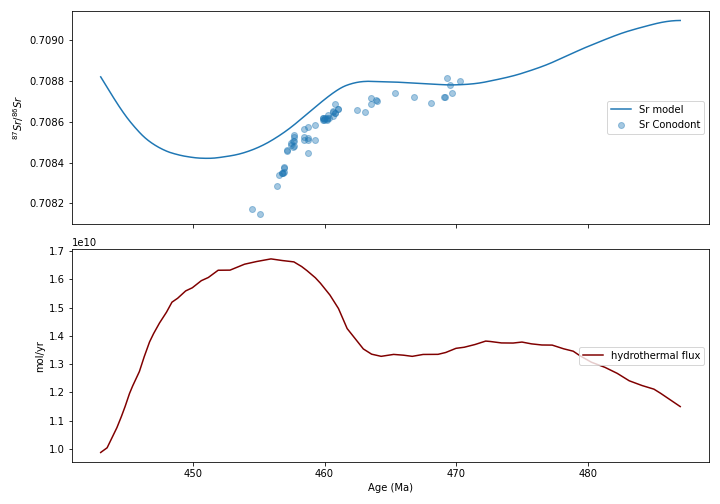 0.7090
0.7088
0.7086
0.7084
0.7082
⁸⁷Sr/⁸⁶Sr
Sr model
Sr Conodont
1e10
1.7
1.6
1.5
1.4
1.3
1.2
1.1
1.0
mol/yr
hydrothermal flux
450 460 470 480
Age (Ma)